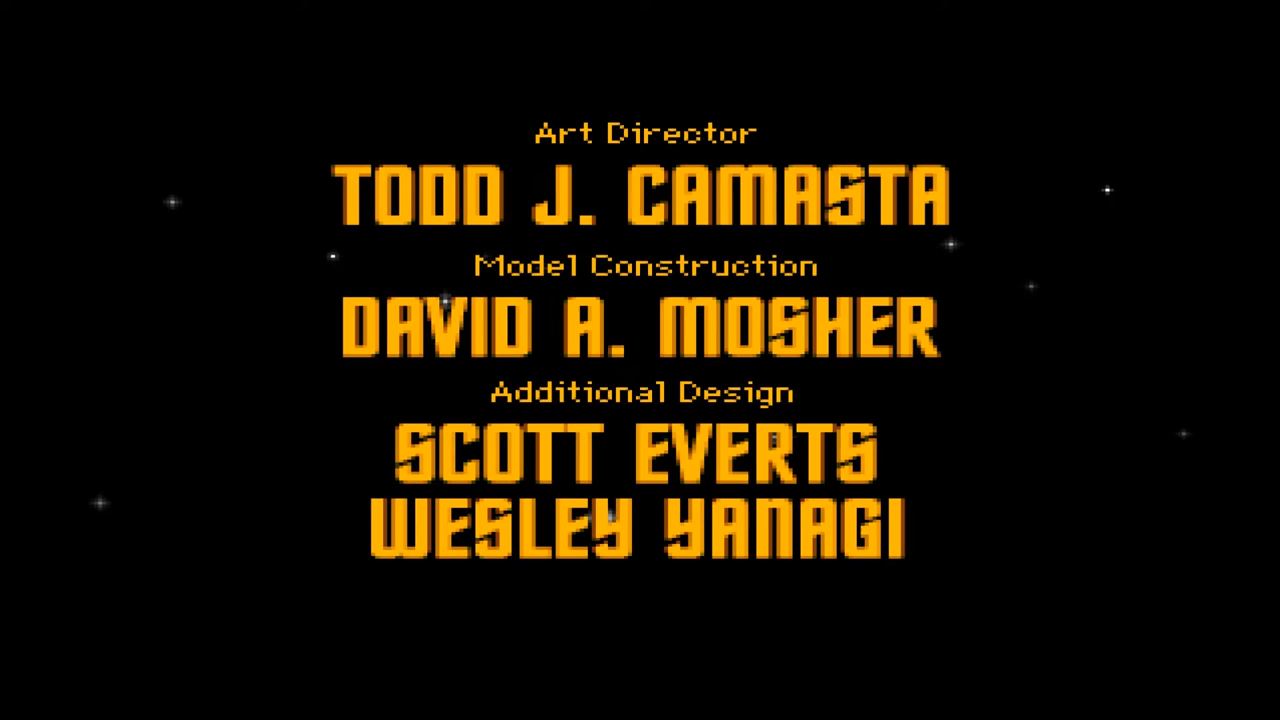 Art Director
TODD J. CAMASTA
Model Construction
DAVID A. MOSHER
Additional Design
SCOTT EVERTS
WESLEY YANAGI